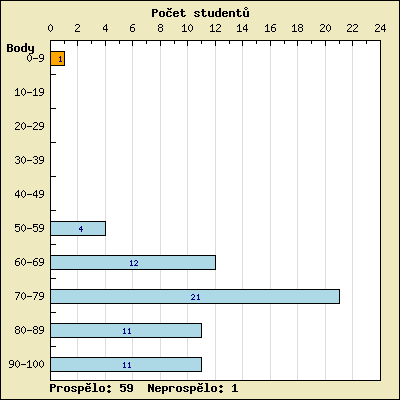 Počet studentů
0 2 4 6 8 10 12 14 16 18 20 22 24
Body
0-9 1
10-19
20-29
30-39
40-49
50-59 4
60-69 12
70-79 21
80-89 11
90-100 11
Prospělo: 59 Neprospělo: 1